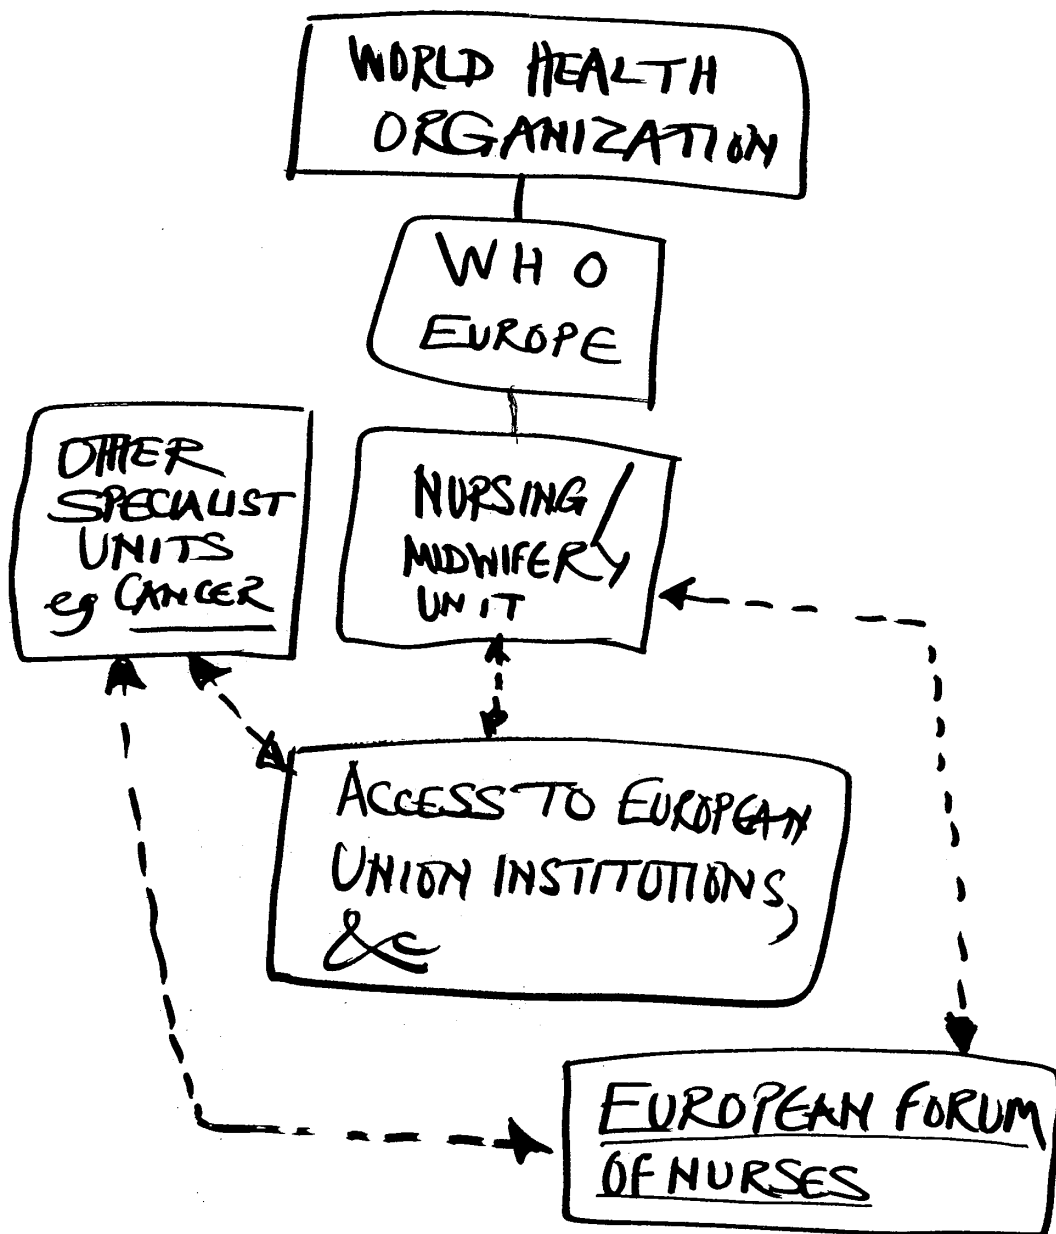 WORLD HEALTH
ORGANIZATION
WHO
EUROPE
OTHER
SPECIALIST
UNITS
eg CANCER
NURSING/
MIDWIFERY
UNIT
ACCESS TO EUROPEAN
UNION INSTITUTIONS,
&c
EUROPEAN FORUM
OF NURSES